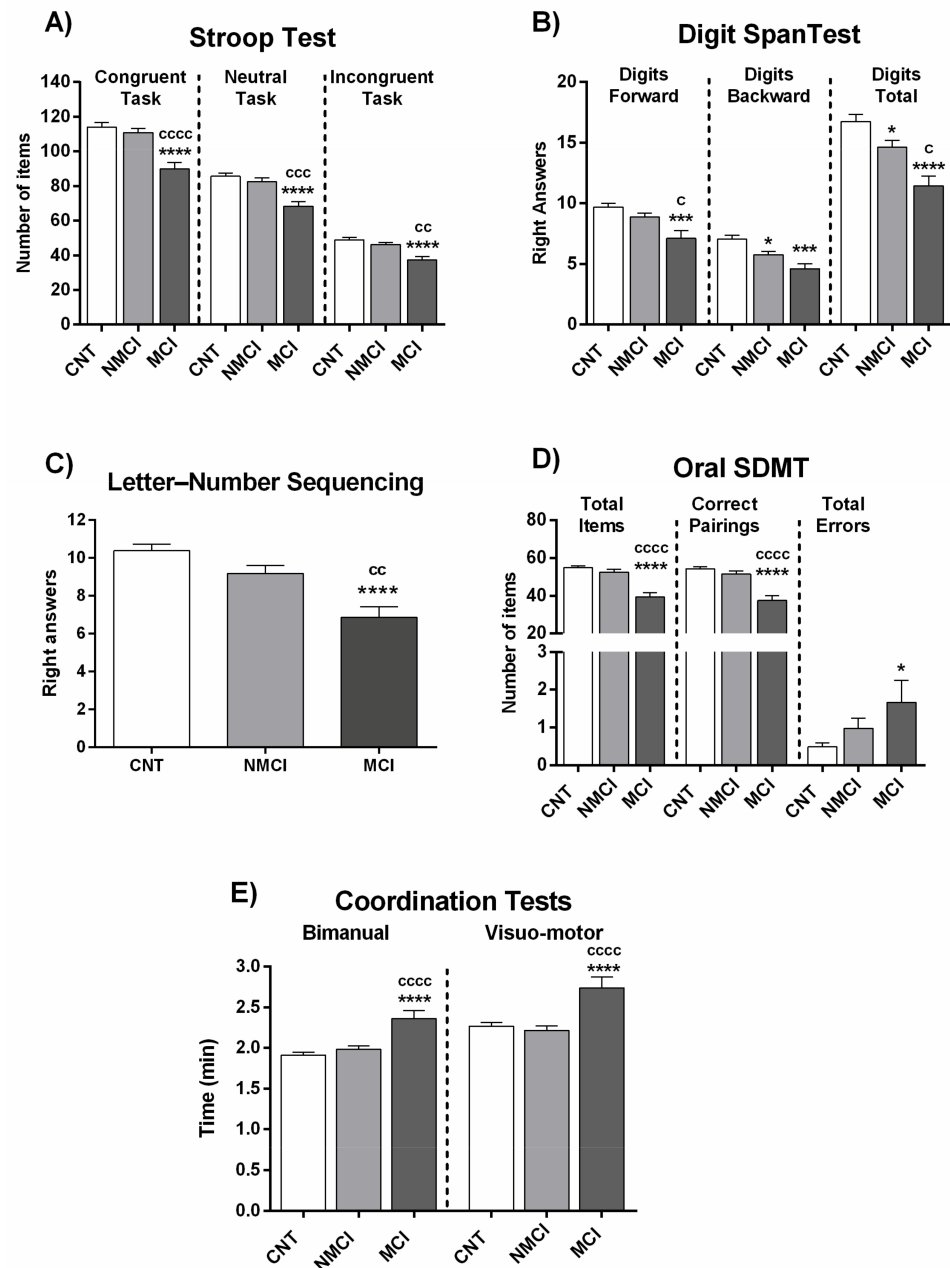 A)
Stroop Test
Congruent Task
Neutral Task
Incongruent Task
Number of items
140
120
100
80
60
40
20
0
cccc
****
ccc
****
cc
****
CNT NMCI MCI CNT NMCI MCI CNT NMCI MCI
B)
Digit SpanTest
Digits Forward
Digits Backward
Digits Total
Right Answers
20
15
10
5
0
c
***
*
***
*
c
****
CNT NMCI MCI CNT NMCI MCI CNT NMCI MCI
C)
Letter–Number Sequencing
Right answers
12
10
8
6
4
2
0
cc
****
CNT NMCI MCI
D)
Oral SDMT
Total Items
Correct Pairings
Total Errors
Number of items
80
60
40
20
3
2
1
0
cccc
****
cccc
****
*
CNT NMCI MCI CNT NMCI MCI CNT NMCI MCI
E)
Coordination Tests
Bimanual
Visuo-motor
Time (min)
3.0
2.5
2.0
1.5
1.0
0.5
0.0
cccc
****
cccc
****
CNT NMCI MCI CNT NMCI MCI